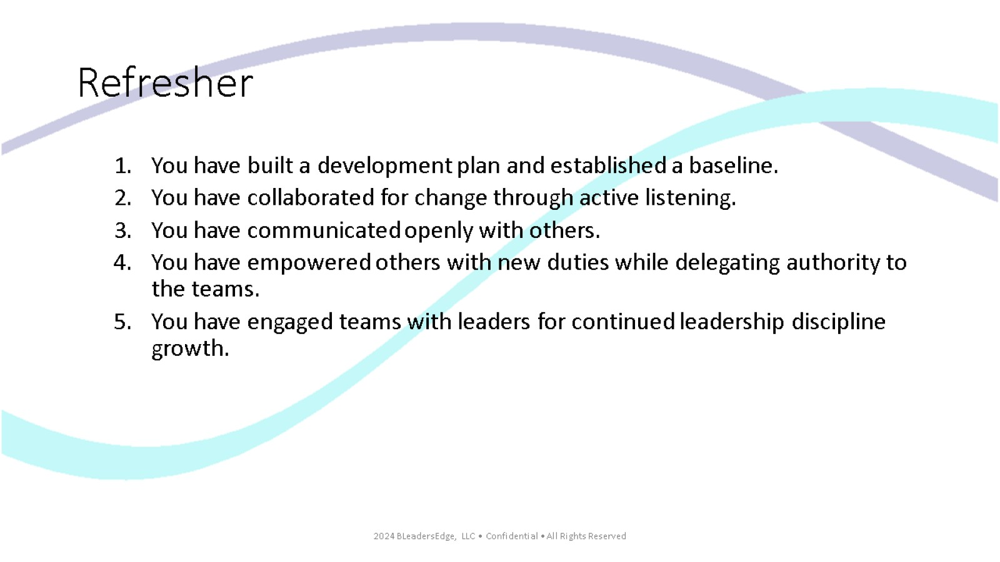 Refresher
1. You have built a development plan and established a baseline.
2. You have collaborated for change through active listening.
3. You have communicated openly with others.
4. You have empowered others with new duties while delegating authority to
the teams.
5. You have engaged teams with leaders for continued leadership discipline
growth.
2024 BLeadersEdge, LLC • Confidential • All Rights Reserved